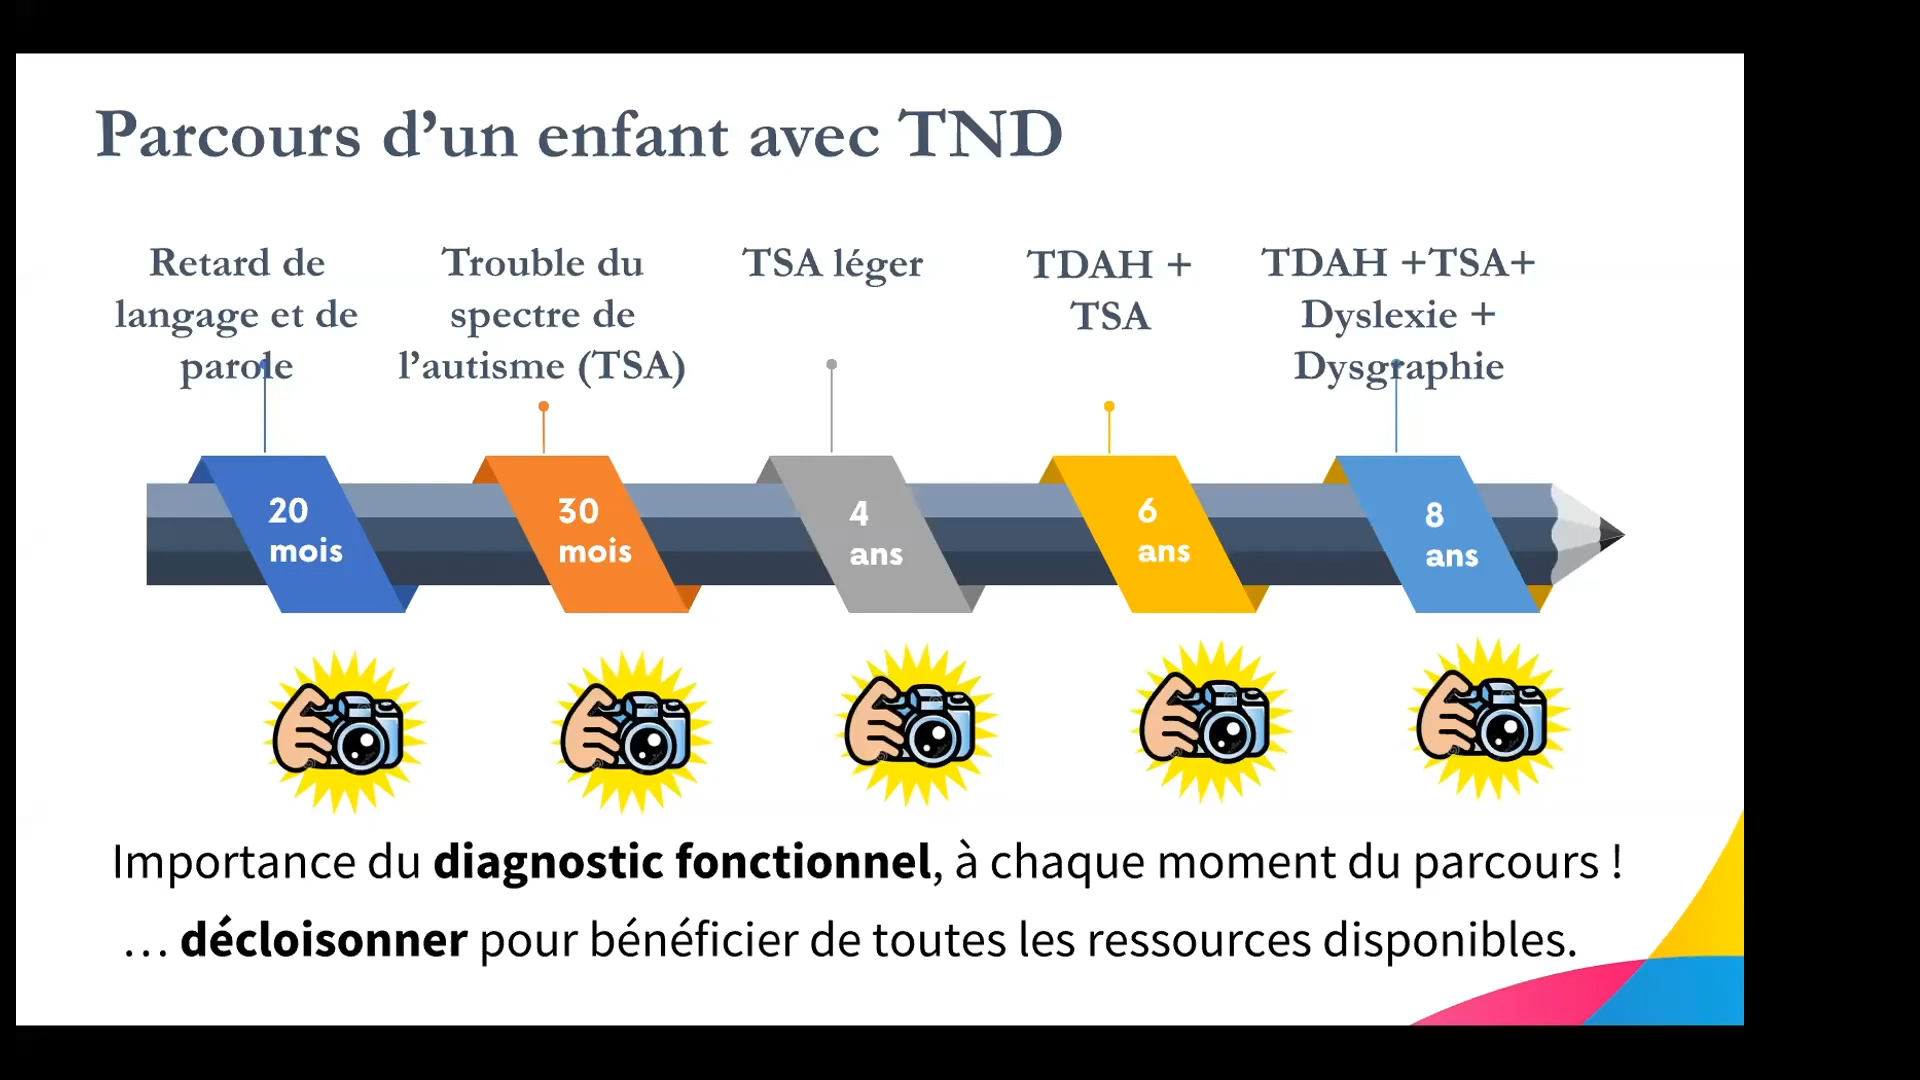 Parcours d’un enfant avec TND
Retard de
langage et de
parole
Trouble du
spectre de
l’autisme (TSA)
TSA léger
TDAH +
TSA
TDAH +TSA+
Dyslexie +
Dysgraphie
20
mois
30
mois
4
ans
6
ans
8
ans
Importance du diagnostic fonctionnel, à chaque moment du parcours !
… décloisonner pour bénéficier de toutes les ressources disponibles.